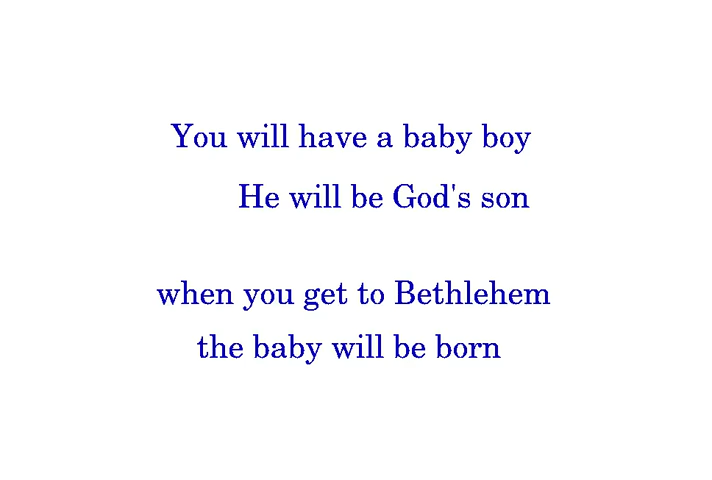 You will have a baby boy
He will be God's son
when you get to Bethlehem
the baby will be born